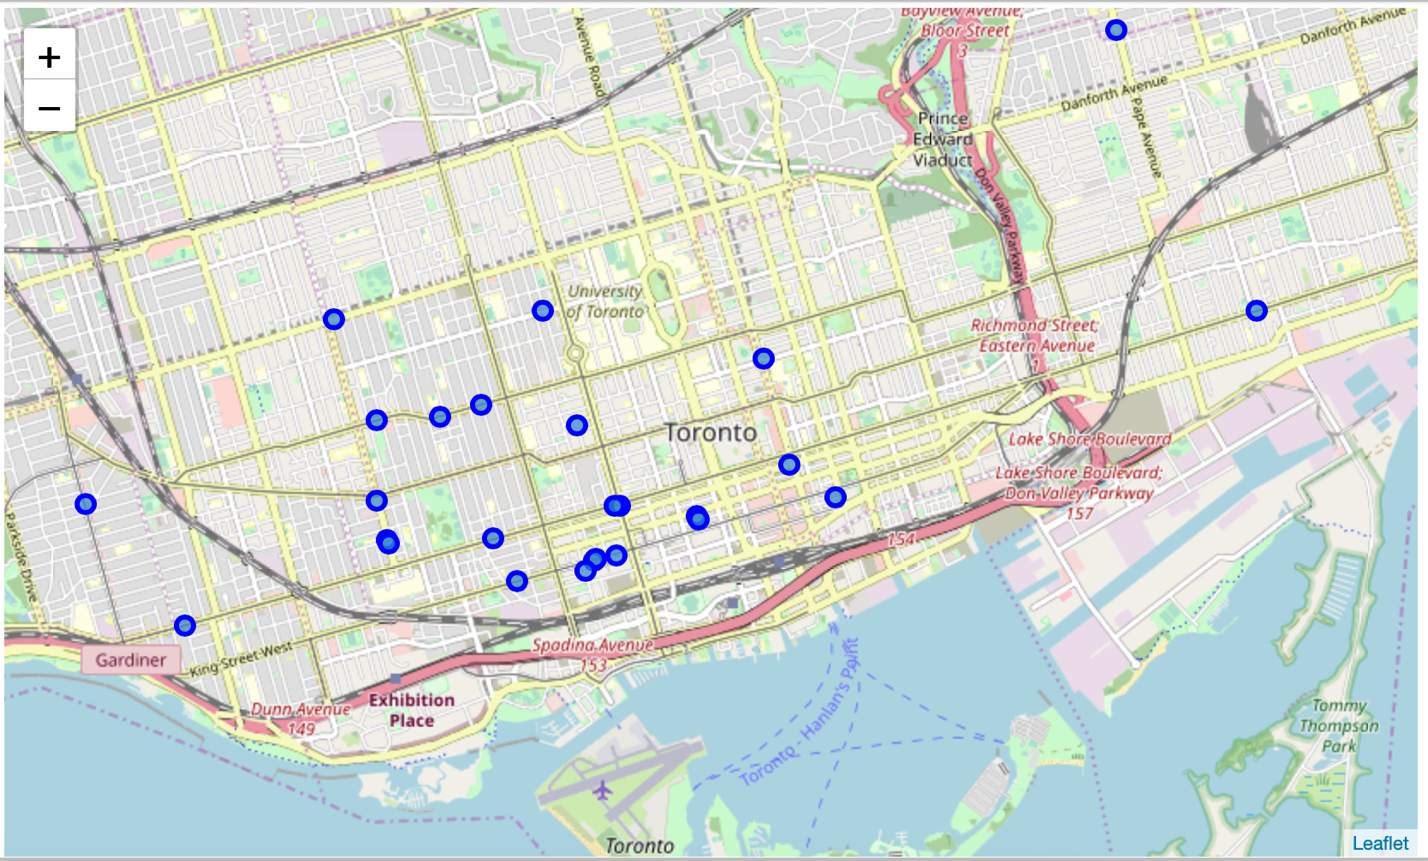 +
−
Bayview Avenue,
Bloor Street
3
Avenue Road
Danforth Avenue
Danforth Avenue
Pape Avenue
Prince
Edward
Viaduct
Don Valley Parkway
University
of Toronto
Richmond Street;
Eastern Avenue
1
Toronto
Lake Shore Boulevard
Lake Shore Boulevard;
Don Valley Parkway
157
Parkside Drive
154
Spadina Avenue
153
Gardiner
King Street West
Dunn Avenue
149
Exhibition
Place
Toronto - Hanlan's Point
Tommy
Thompson
Park
Toronto
Leaflet